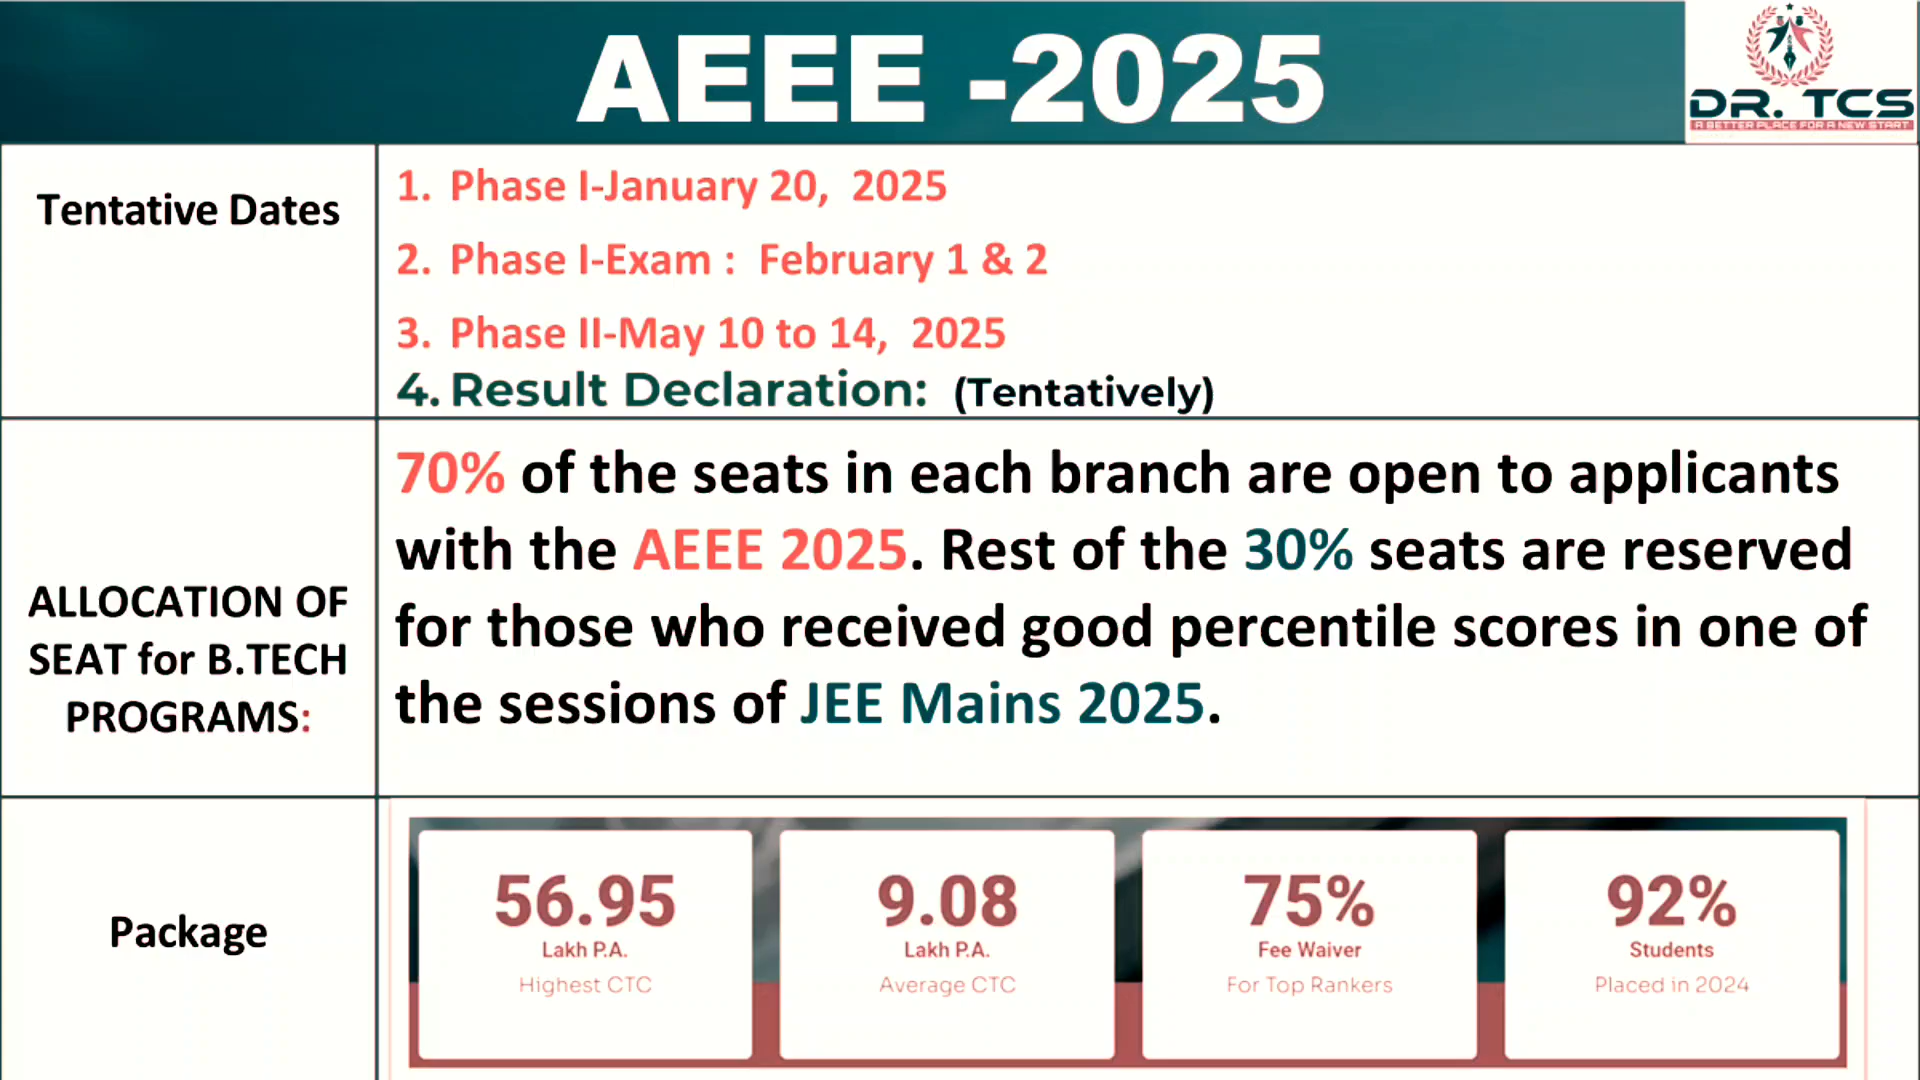 AEEE -2025
DR. TCS
A BETTER PLACE FOR A NEW START
Tentative Dates
1. Phase I-January 20, 2025
2. Phase I-Exam : February 1 & 2
3. Phase II-May 10 to 14, 2025
4. Result Declaration: (Tentatively)
ALLOCATION OF
SEAT for B.TECH
PROGRAMS:
70% of the seats in each branch are open to applicants
with the AEEE 2025. Rest of the 30% seats are reserved
for those who received good percentile scores in one of
the sessions of JEE Mains 2025.
Package
56.95
Lakh P.A.
Highest CTC
9.08
Lakh P.A.
Average CTC
75%
Fee Waiver
For Top Rankers
92%
Students
Placed in 2024